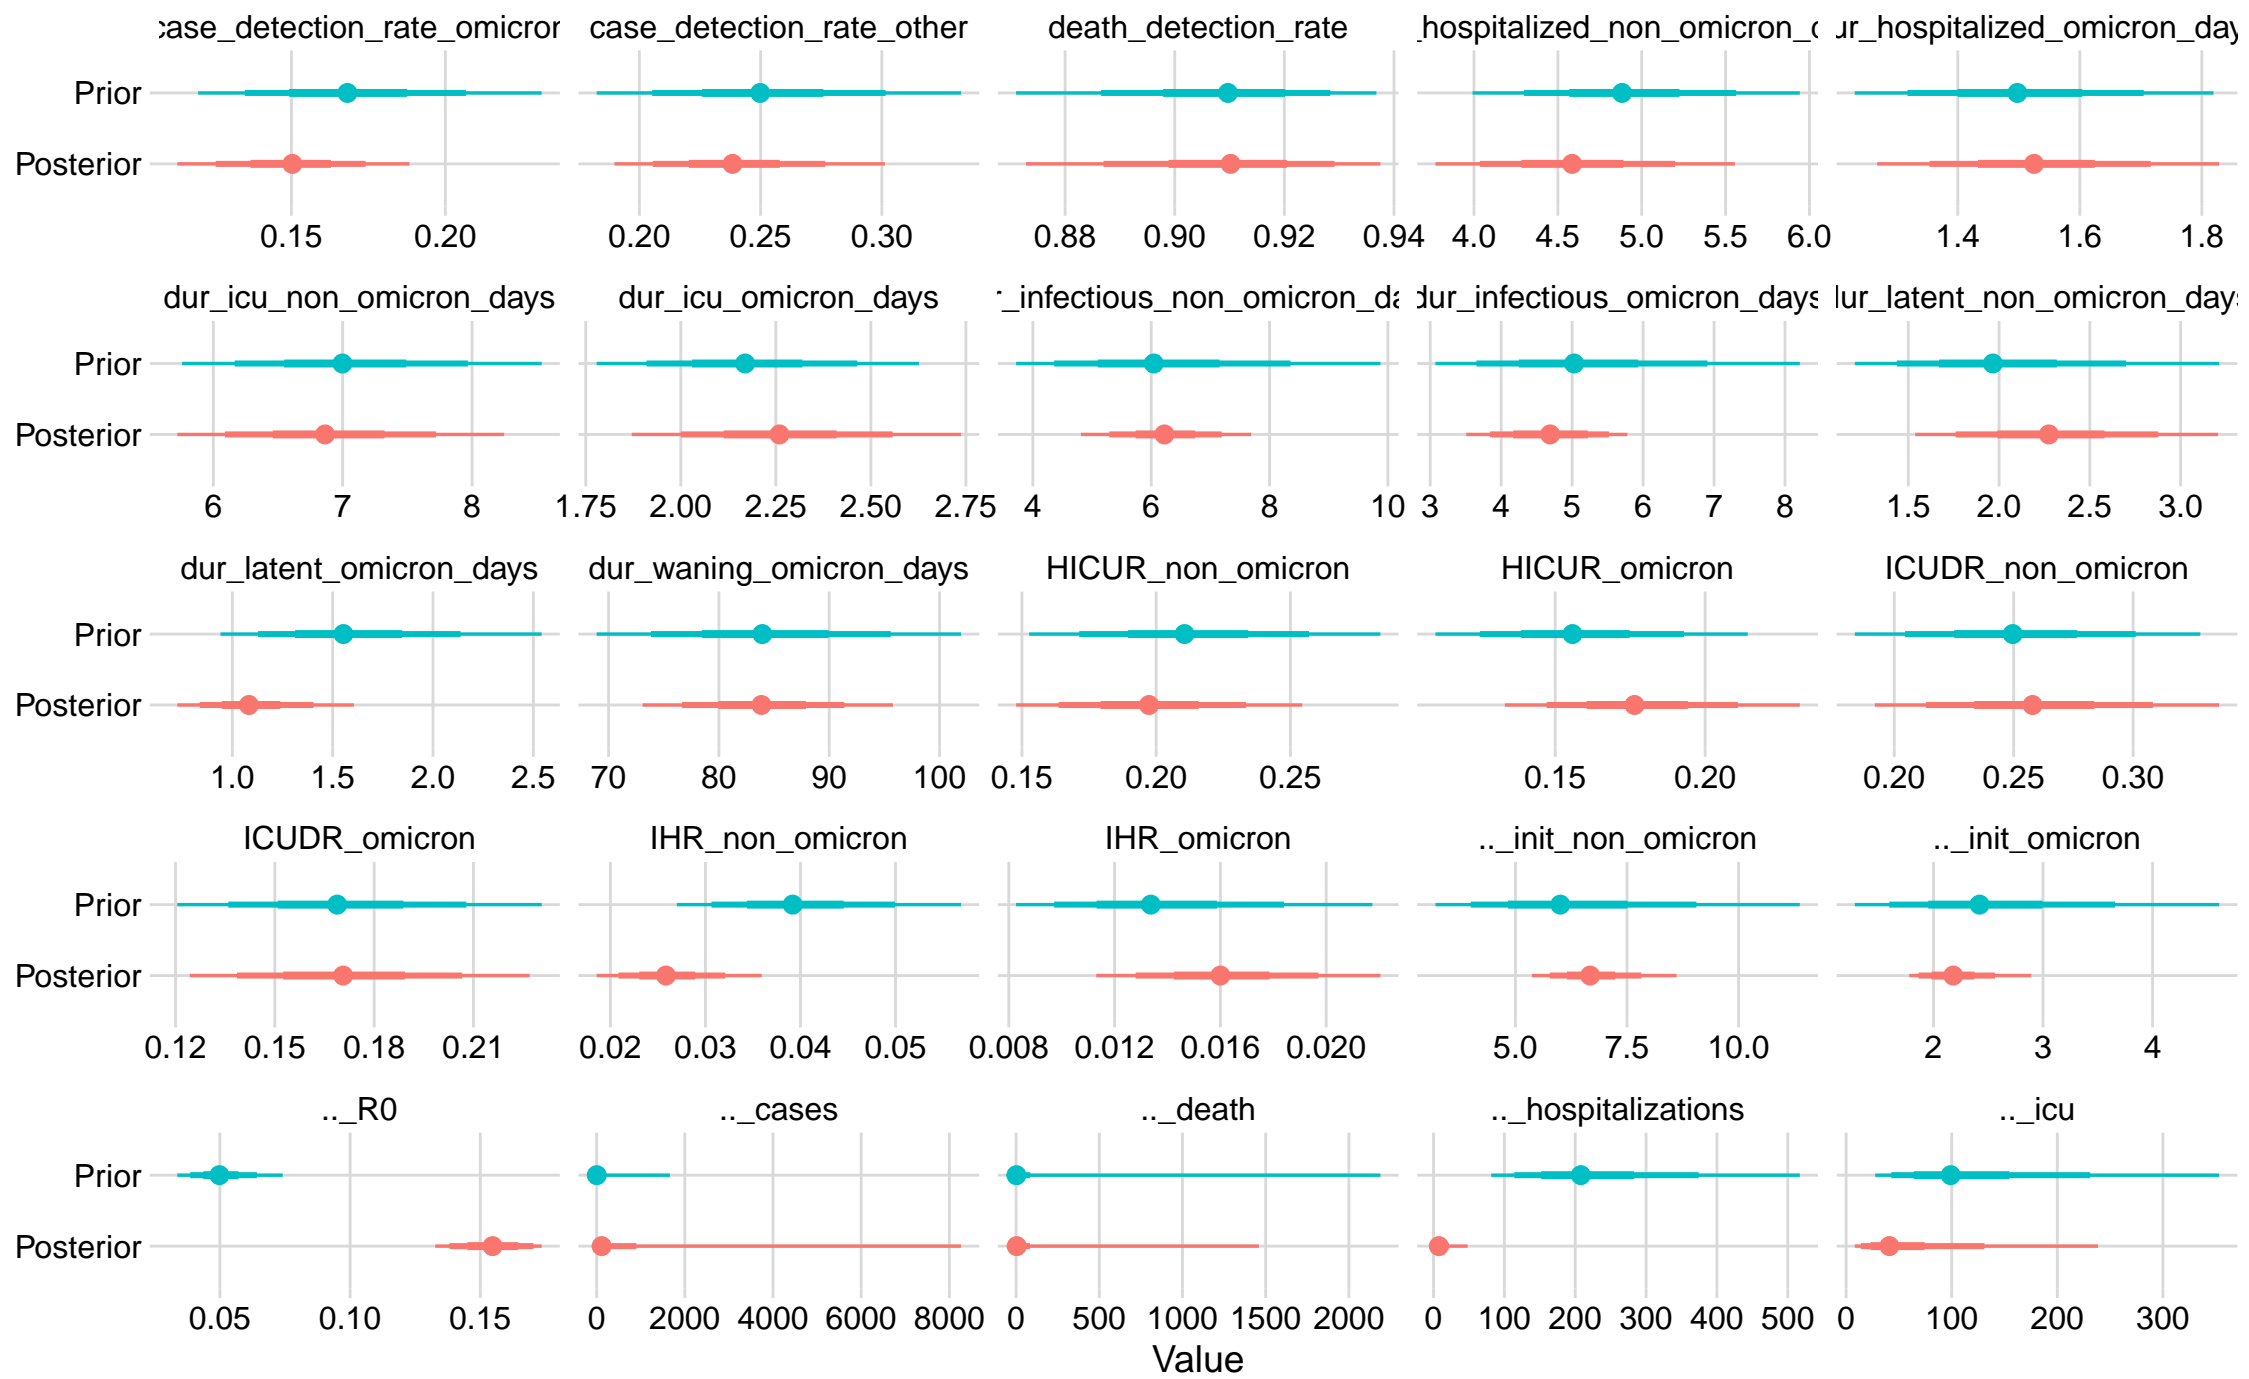 case_detection_rate_omicron case_detection_rate_other death_detection_rate _hospitalized_non_omicron_ ur_hospitalized_omicron_day
Prior
Posterior
0.15 0.20 0.20 0.25 0.30 0.88 0.90 0.92 0.94 4.0 4.5 5.0 5.5 6.0 1.4 1.6 1.8
dur_icu_non_omicron_days dur_icu_omicron_days r_infectious_non_omicron_da dur_infectious_omicron_days dur_latent_non_omicron_days
Prior
Posterior
6 7 8 1.75 2.00 2.25 2.50 2.75 4 6 8 10 3 4 5 6 7 8 1.5 2.0 2.5 3.0
dur_latent_omicron_days dur_waning_omicron_days HICUR_non_omicron HICUR_omicron ICUDR_non_omicron
Prior
Posterior
1.0 1.5 2.0 2.5 70 80 90 100 0.15 0.20 0.25 0.15 0.20 0.20 0.25 0.30
ICUDR_omicron IHR_non_omicron IHR_omicron .._init_non_omicron .._init_omicron
Prior
Posterior
0.12 0.15 0.18 0.21 0.02 0.03 0.04 0.05 0.008 0.012 0.016 0.020 5.0 7.5 10.0 2 3 4
.._R0 .._cases .._death .._hospitalizations .._icu
Prior
Posterior
0.05 0.10 0.15 0 2000 4000 6000 8000 0 500 1000 1500 2000 0 100 200 300 400 500 0 100 200 300
Value